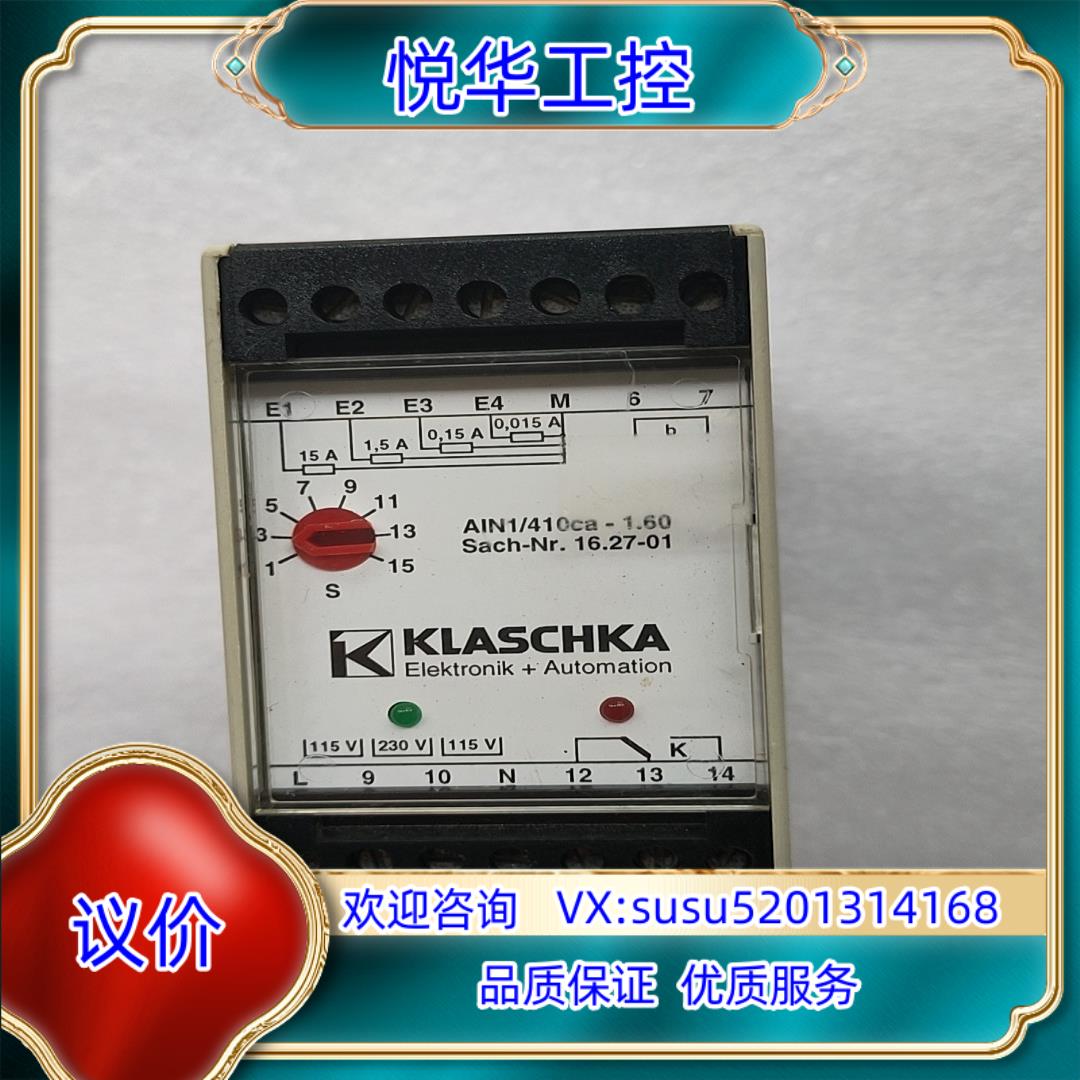 悦华工控
E1 E2 E3 E4 M 6 7
0,015 A
0,15 A
1,5 A
15 A
b
1 3 5 7 9 11 13 15
S
AIN1/410ca - 1.60
Sach-Nr. 16.27-01
K KLASCHKA
Elektronik + Automation
115 V 230 V 115 V K
L 9 10 N 12 13 14
议价
欢迎咨询 VX:susu5201314168
品质保证 优质服务